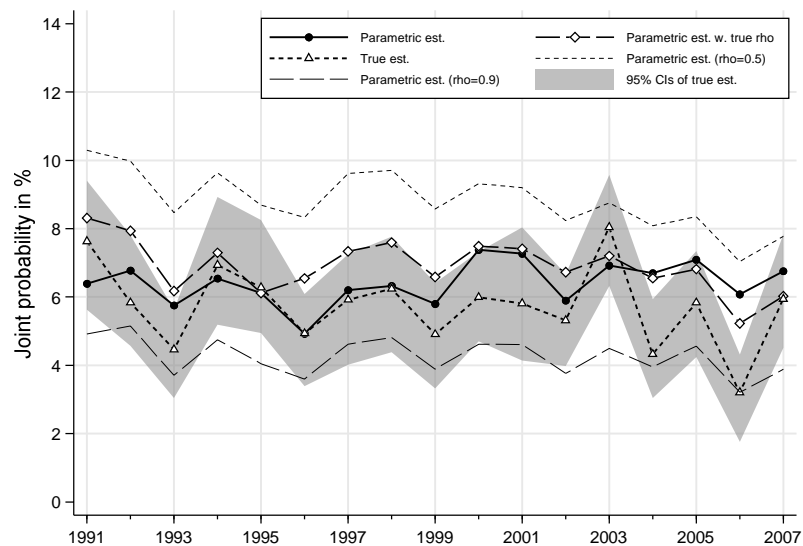 Parametric est.
Parametric est. w. true rho
True est.
Parametric est. (rho=0.5)
Parametric est. (rho=0.9)
95% CIs of true est.
Joint probability in %
14
12
10
8
6
4
2
0
1991 1993 1995 1997 1999 2001 2003 2005 2007